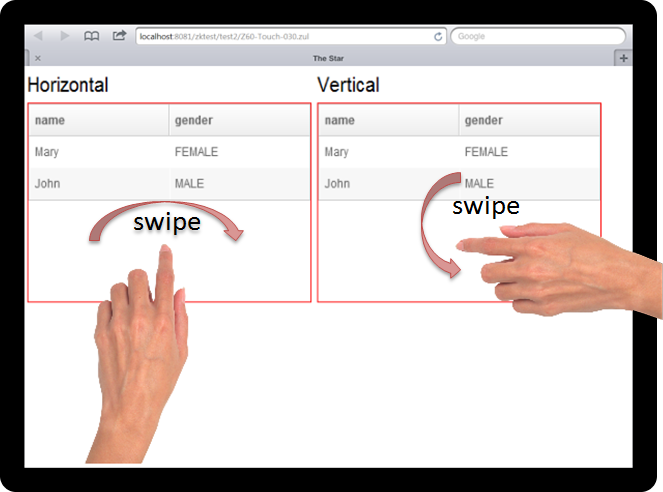 localhost:8081/zktest/test2/Z60-Touch-030.zul
Google
The Star
Horizontal
name gender
Mary FEMALE
John MALE
swipe
Vertical
name gender
Mary FEMALE
John MALE
swipe